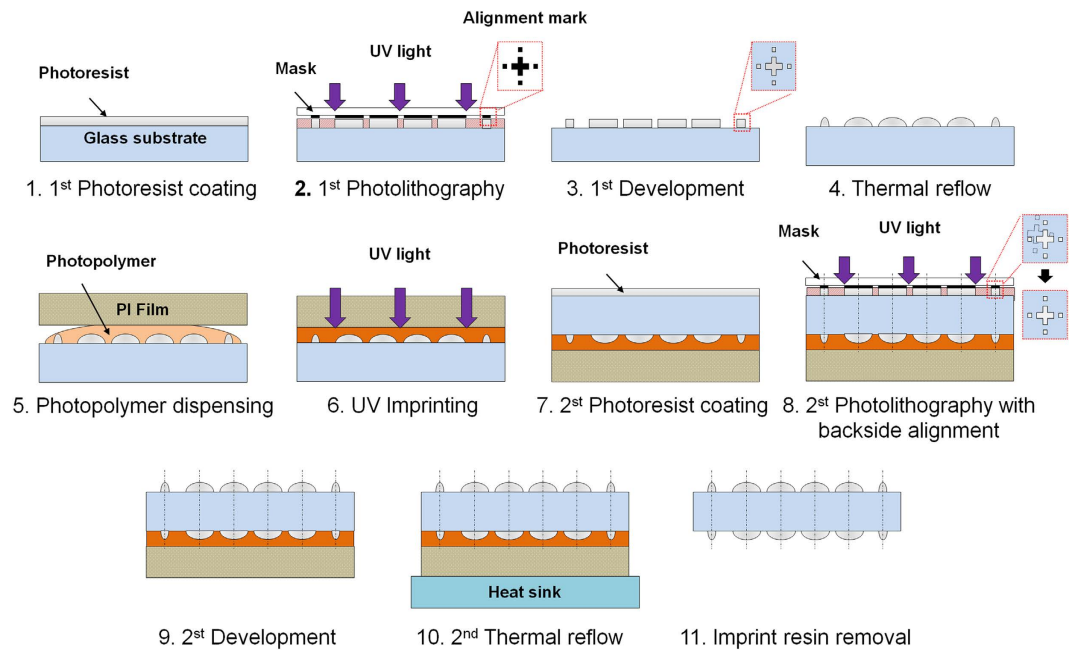 Alignment mark
Photoresist
Mask
UV light
Glass substrate
1. 1st Photoresist coating
2. 1st Photolithography
3. 1st Development
4. Thermal reflow
Photopolymer
UV light
Photoresist
Mask
UV light
PI Film
5. Photopolymer dispensing
6. UV Imprinting
7. 2st Photoresist coating
8. 2st Photolithography with
backside alignment
Heat sink
9. 2st Development
10. 2nd Thermal reflow
11. Imprint resin removal